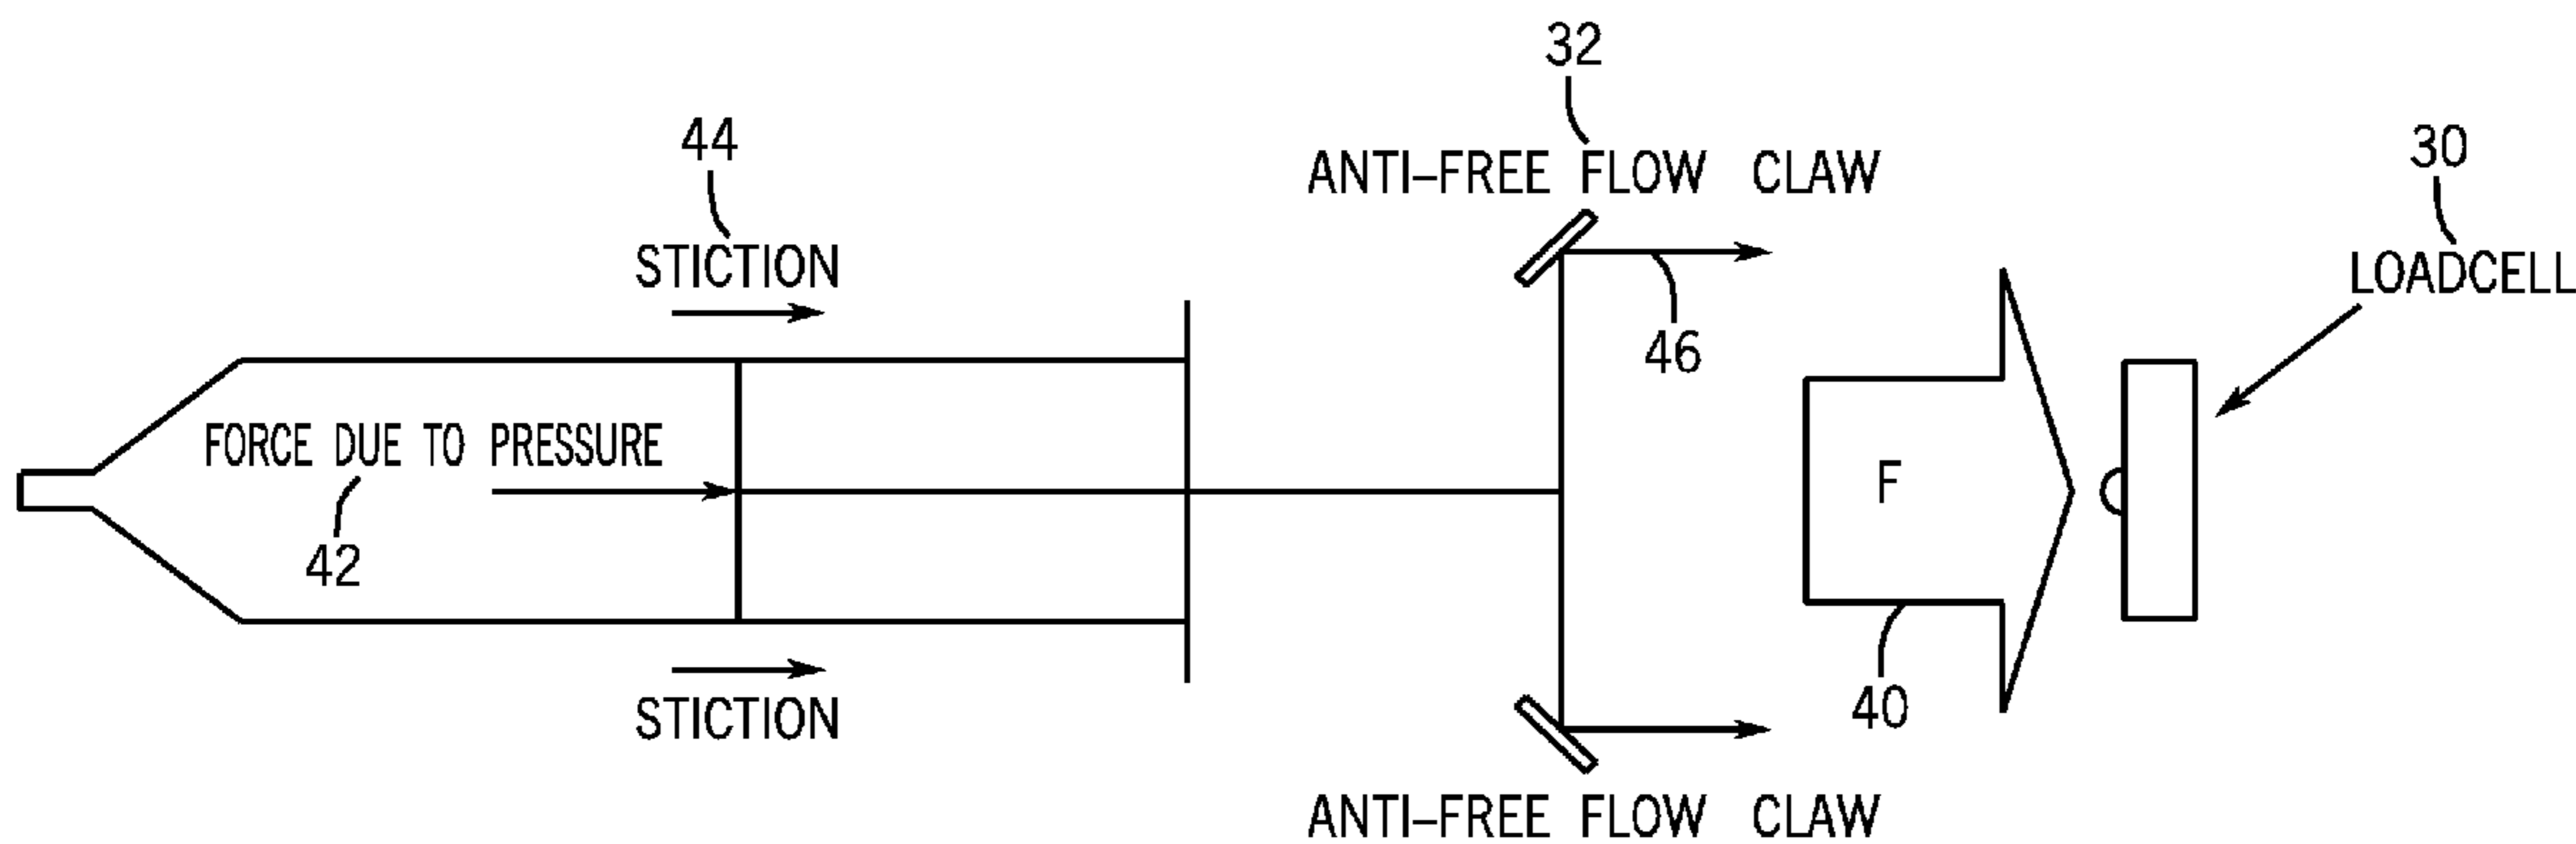 32
44
ANTI-FREE FLOW CLAW
30
STICTION
LOADCELL
46
FORCE DUE TO PRESSURE
F
42
40
STICTION
ANTI-FREE FLOW CLAW